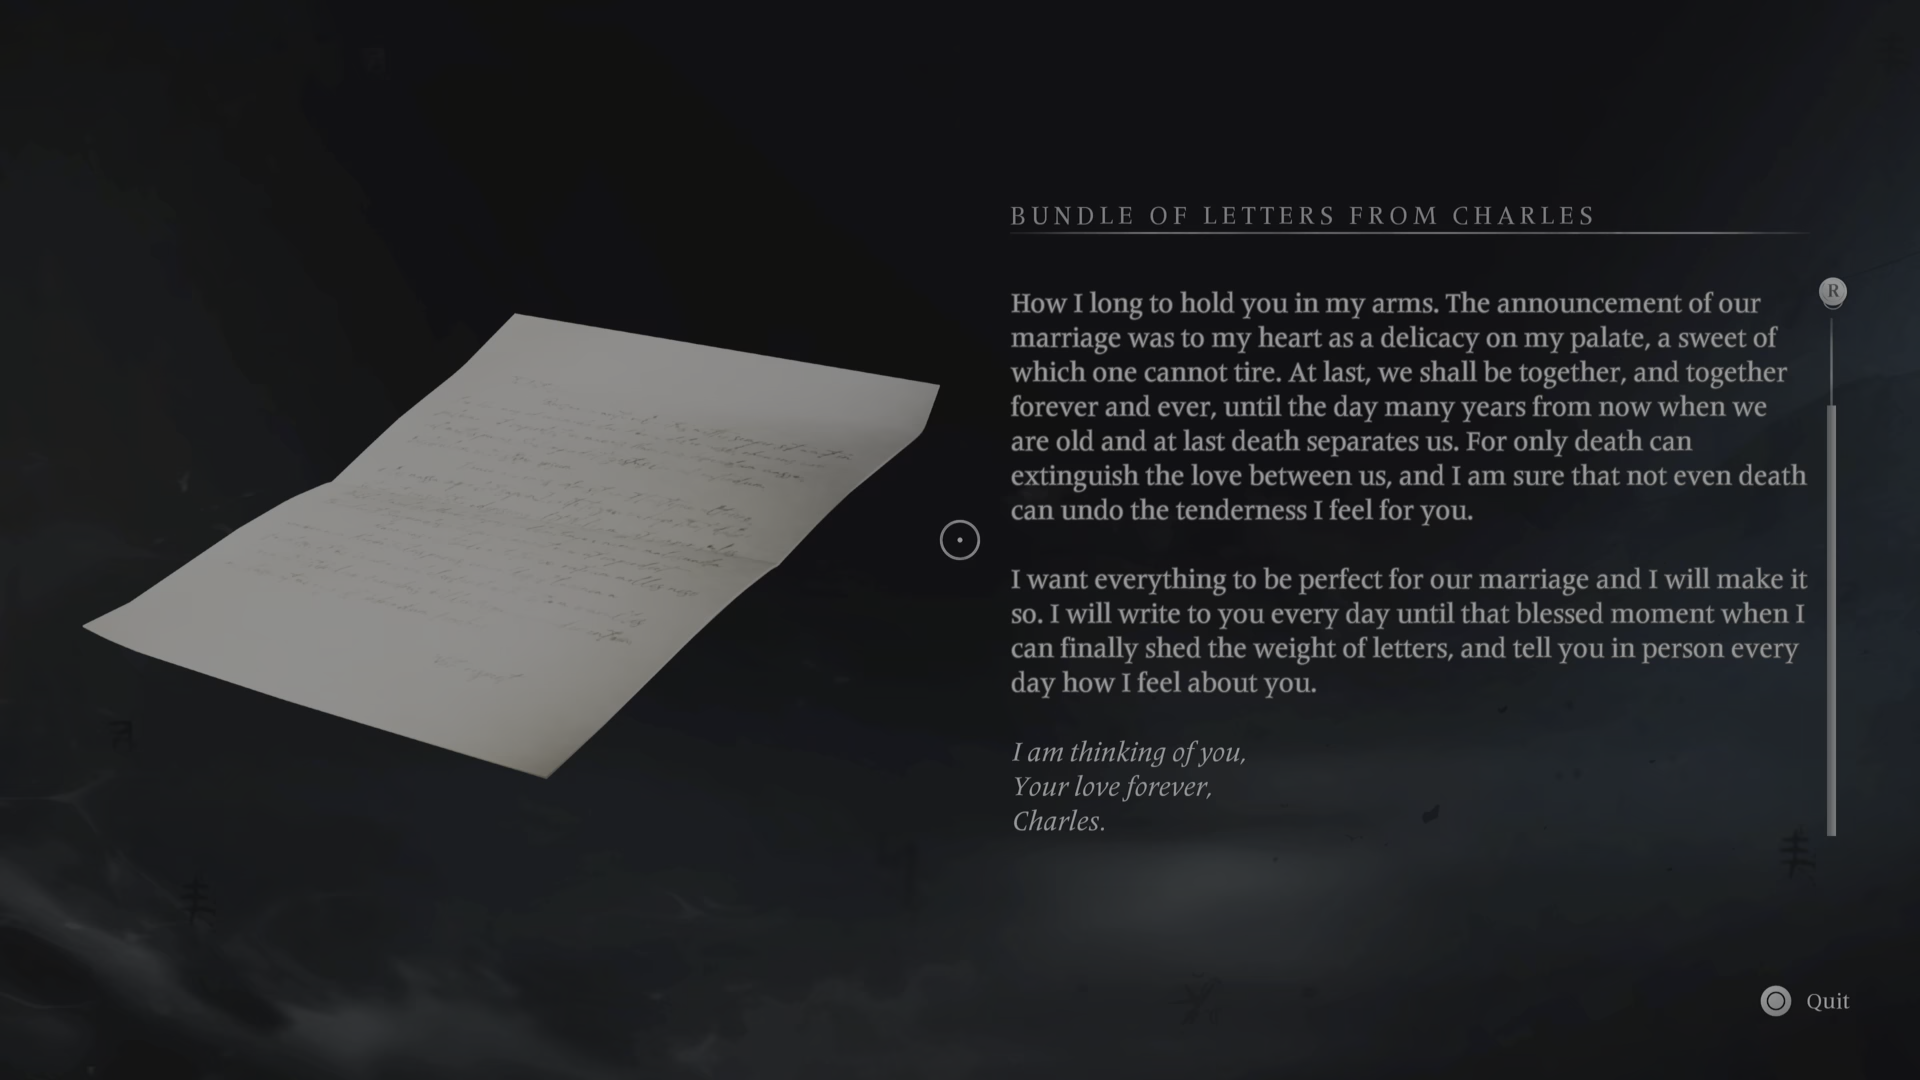 BUNDLE OF LETTERS FROM CHARLES
How I long to hold you in my arms. The announcement of our
marriage was to my heart as a delicacy on my palate, a sweet of
which one cannot tire. At last, we shall be together, and together
forever and ever, until the day many years from now when we
are old and at last death separates us. For only death can
extinguish the love between us, and I am sure that not even death
can undo the tenderness I feel for you.
I want everything to be perfect for our marriage and I will make it
so. I will write to you every day until that blessed moment when I
can finally shed the weight of letters, and tell you in person every
day how I feel about you.
I am thinking of you,
Your love forever,
Charles.
R
Quit